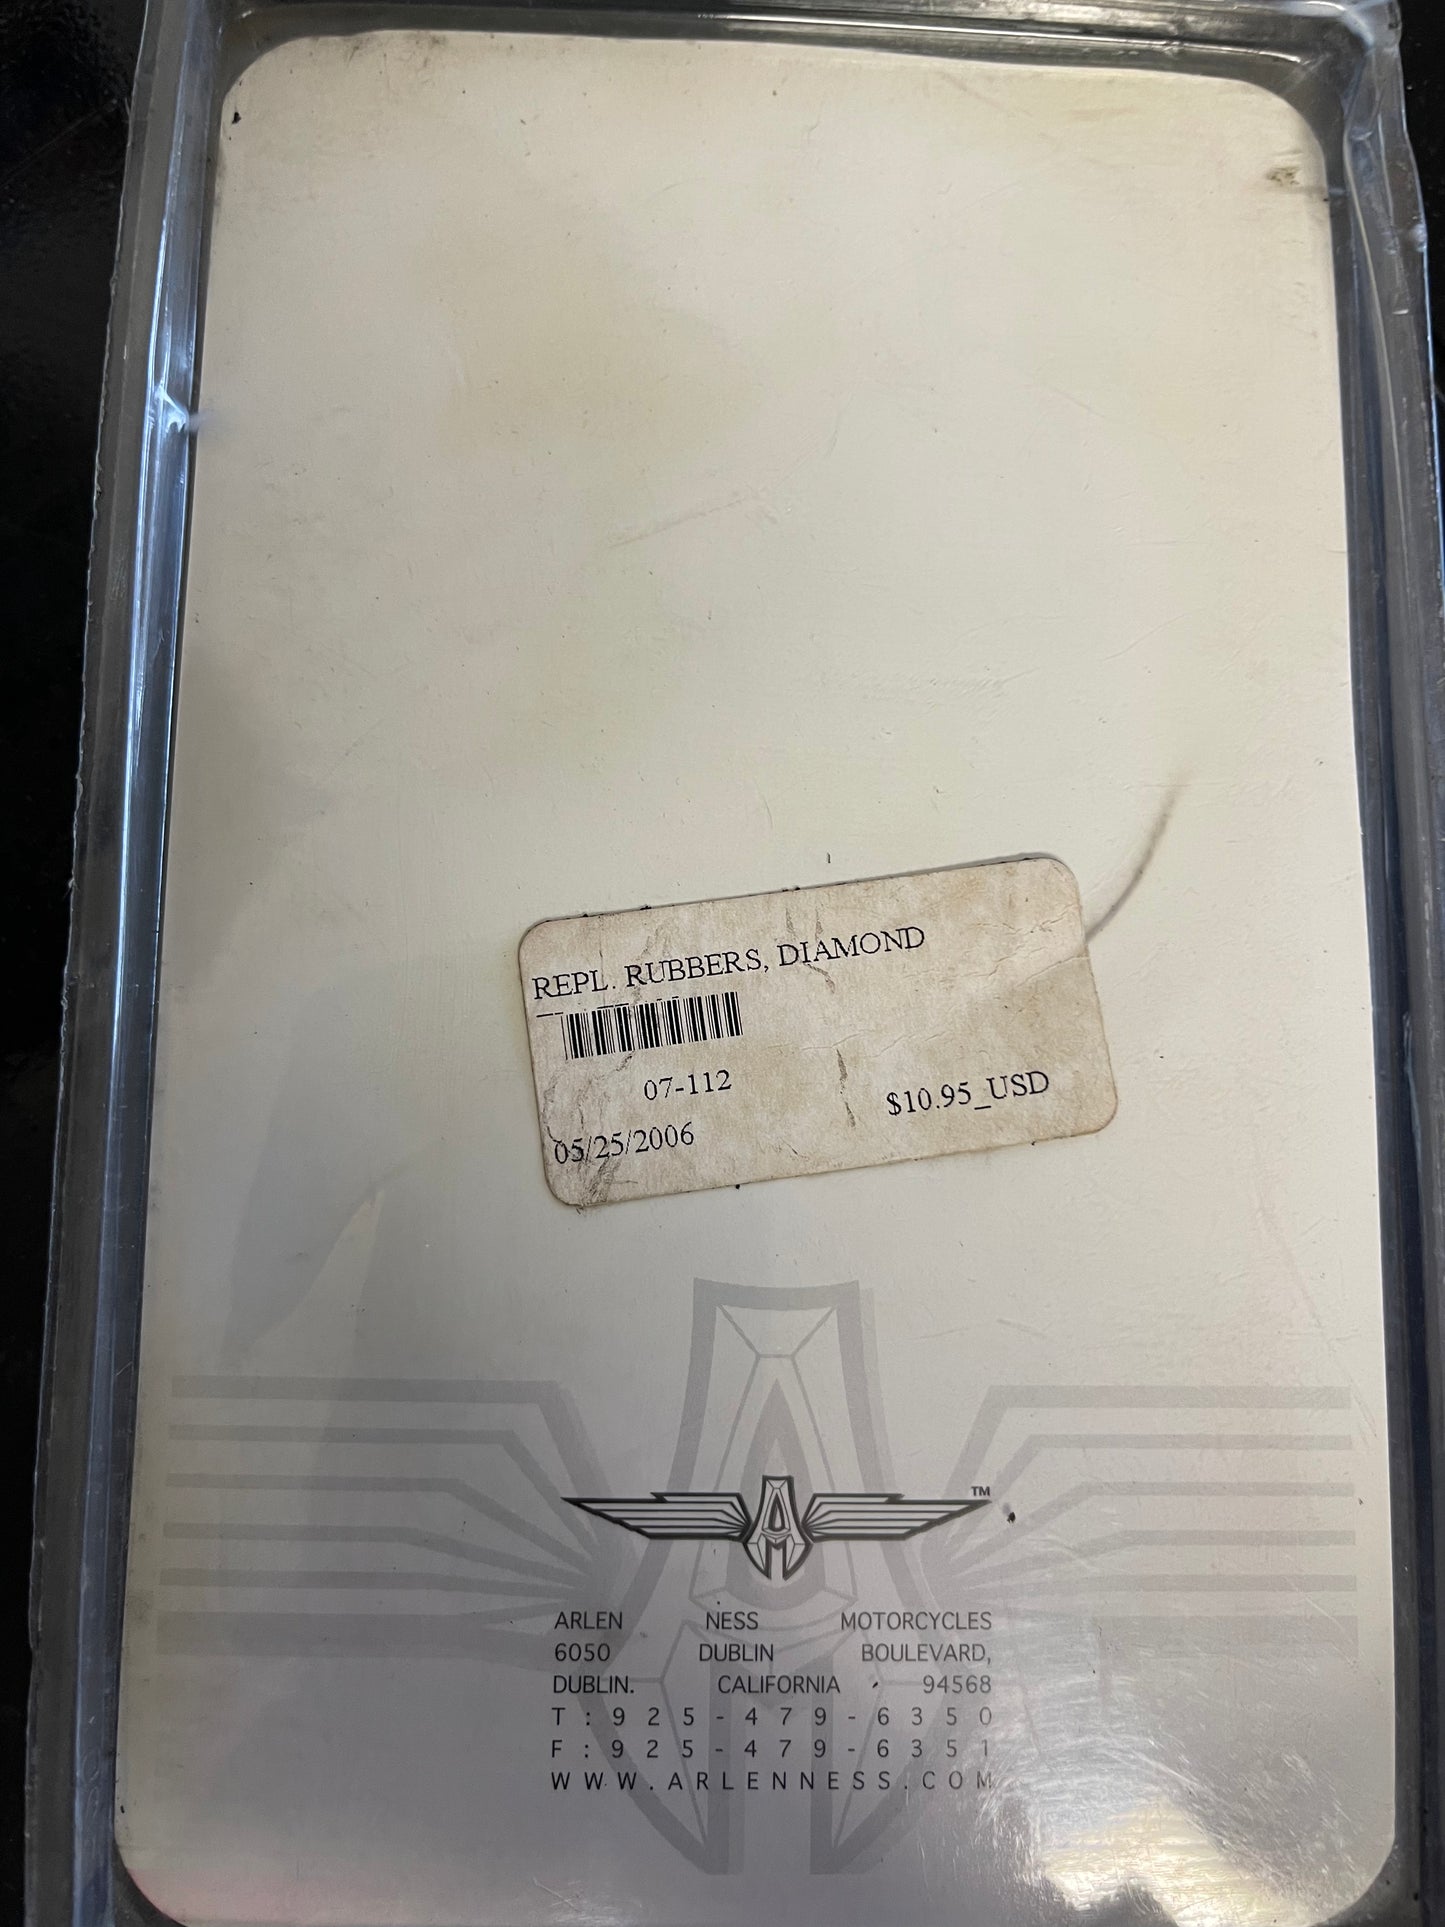 REPL. RUBBERS, DIAMOND
07-112
$10.95_USD
05/25/2006
TM
ARLEN NESS MOTORCYCLES
6050 DUBLIN BOULEVARD,
DUBLIN. CALIFORNIA 94568
T:925-479-6350
F:925-479-6351
WWW.ARLENNESS.COM